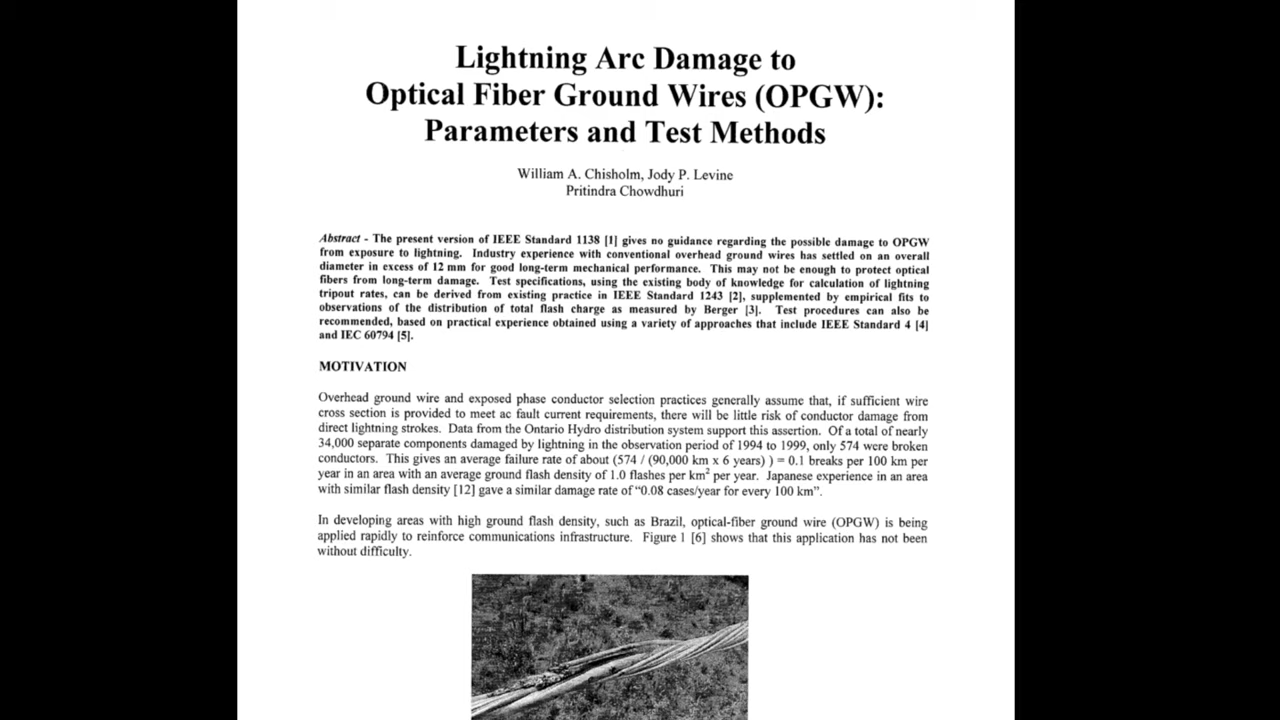 Lightning Arc Damage to
Optical Fiber Ground Wires (OPGW):
Parameters and Test Methods
William A. Chisholm, Jody P. Levine
Pritindra Chowdhuri
Abstract - The present version of IEEE Standard 1138 [1] gives no guidance regarding the possible damage to OPGW
from exposure to lightning. Industry experience with conventional overhead ground wires has settled on an overall
diameter in excess of 12 mm for good long-term mechanical performance. This may not be enough to protect optical
fibers from long-term damage. Test specifications, using the existing body of knowledge for calculation of lightning
tripout rates, can be derived from existing practice in IEEE Standard 1243 [2], supplemented by empirical fits to
observations of the distribution of total flash charge as measured by Berger [3]. Test procedures can also be
recommended, based on practical experience obtained using a variety of approaches that include IEEE Standard 4 [4]
and IEC 60794 [5].
MOTIVATION
Overhead ground wire and exposed phase conductor selection practices generally assume that, if sufficient wire
cross section is provided to meet ac fault current requirements, there will be little risk of conductor damage from
direct lightning strokes. Data from the Ontario Hydro distribution system support this assertion. Of a total of nearly
34,000 separate components damaged by lightning in the observation period of 1994 to 1999, only 574 were broken
conductors. This gives an average failure rate of about (574 / (90,000 km x 6 years) ) = 0.1 breaks per 100 km per
year in an area with an average ground flash density of 1.0 flashes per km² per year. Japanese experience in an area
with similar flash density [12] gave a similar damage rate of “0.08 cases/year for every 100 km”.
In developing areas with high ground flash density, such as Brazil, optical-fiber ground wire (OPGW) is being
applied rapidly to reinforce communications infrastructure. Figure 1 [6] shows that this application has not been
without difficulty.